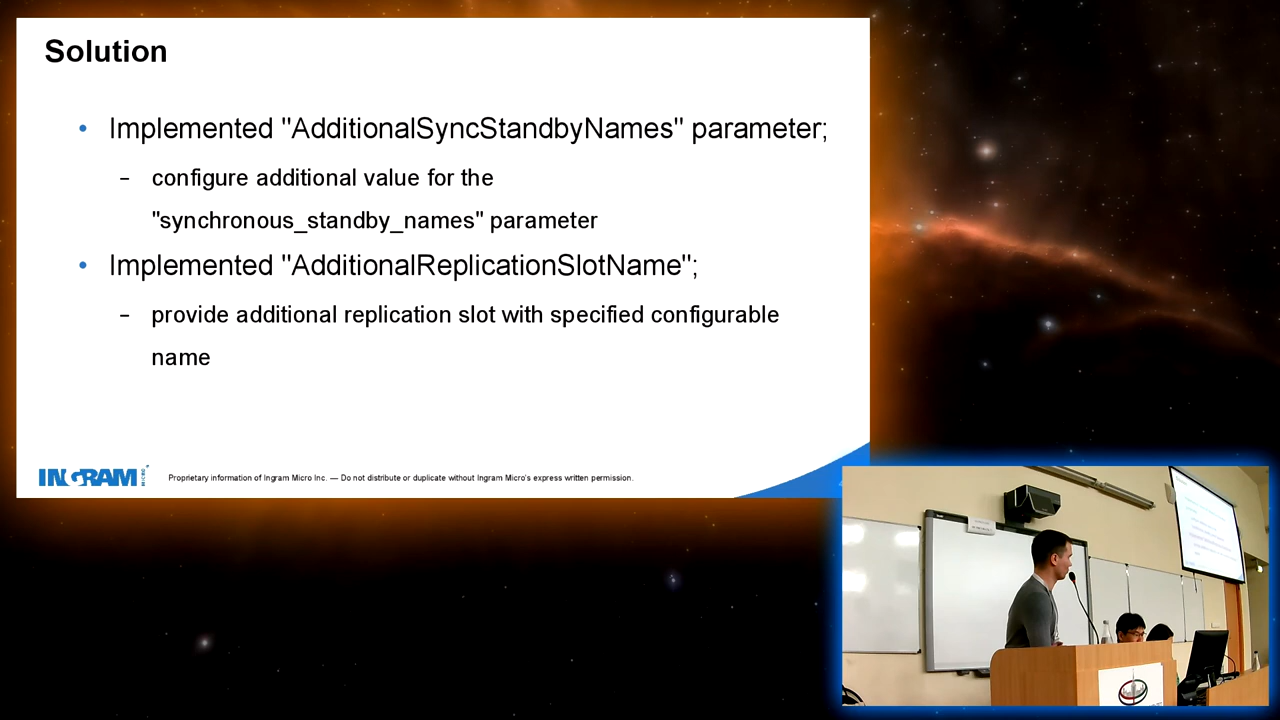 Solution
• Implemented "AdditionalSyncStandbyNames" parameter;
– configure additional value for the
"synchronous_standby_names" parameter
• Implemented "AdditionalReplicationSlotName";
– provide additional replication slot with specified configurable
name
INGRAM MICRO
Proprietary information of Ingram Micro Inc. — Do not distribute or duplicate without Ingram Micro's express written permission.